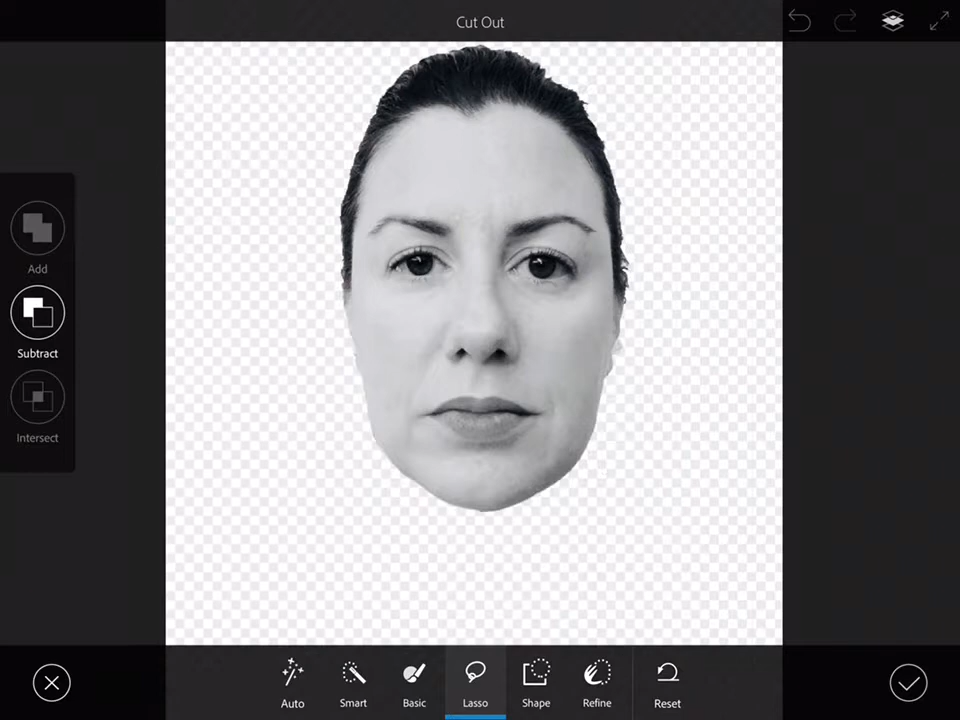 Cut Out
Add
Subtract
Intersect
Auto
Smart
Basic
Lasso
Shape
Refine
Reset